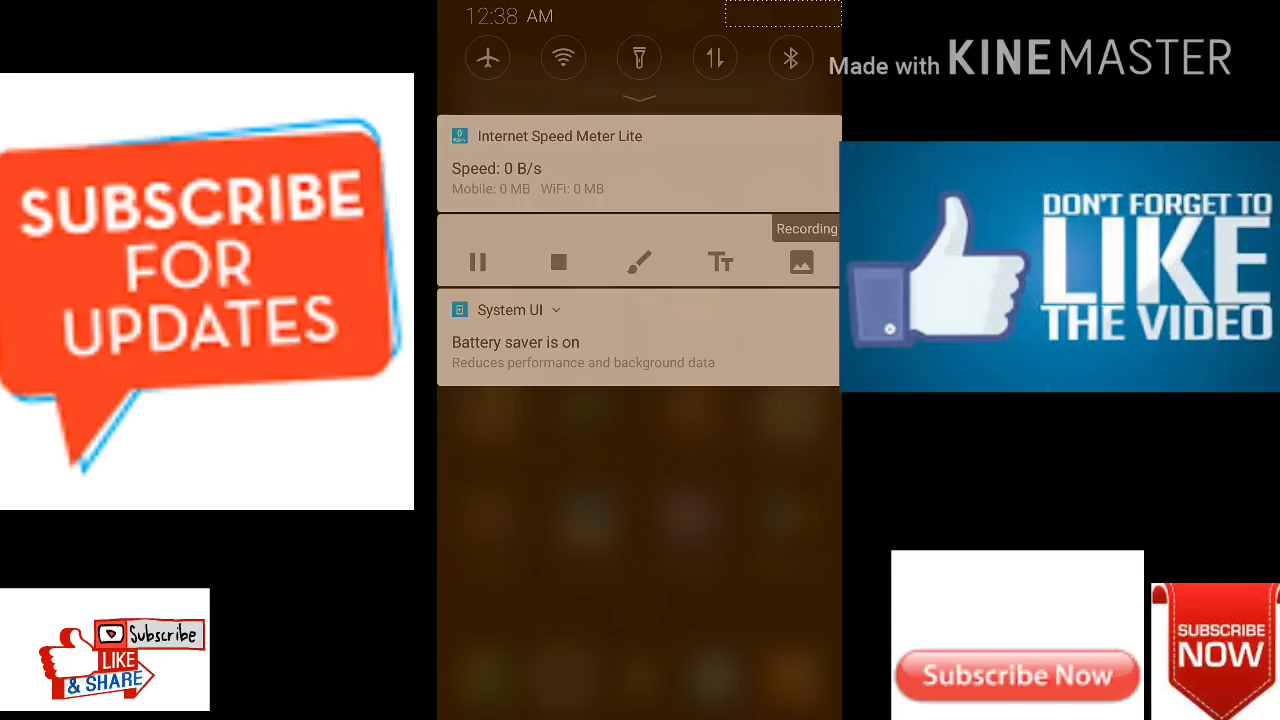 12:38 AM
Made with KINEMASTER
Internet Speed Meter Lite
Speed: 0 B/s
Mobile: 0 MB WiFi: 0 MB
Recording
TT
System UI
Battery saver is on
Reduces performance and background data
SUBSCRIBE
FOR
UPDATES
DON'T FORGET TO
LIKE
THE VIDEO
Subscribe
LIKE
& SHARE
Subscribe Now
SUBSCRIBE
NOW